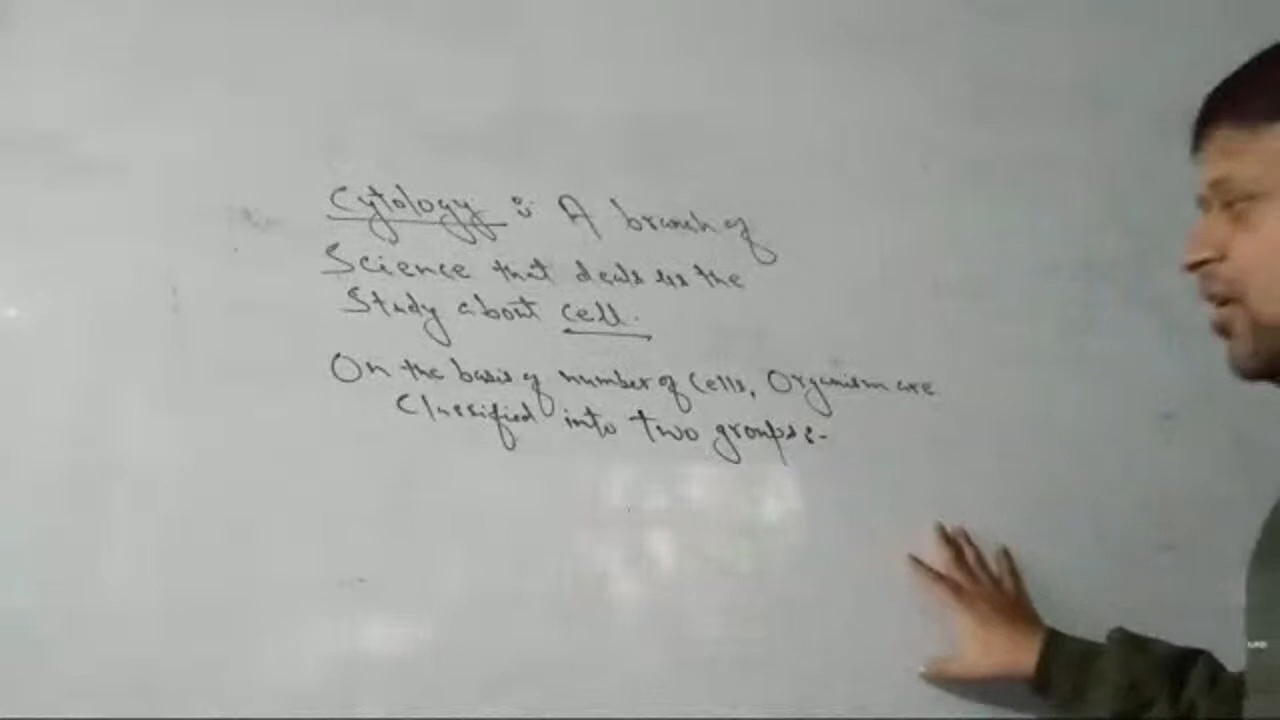 Cytology : A branch of
Science that deals us the
Study about cell.
On the basis of number of Cells, Organism are
Classified into two groups:-